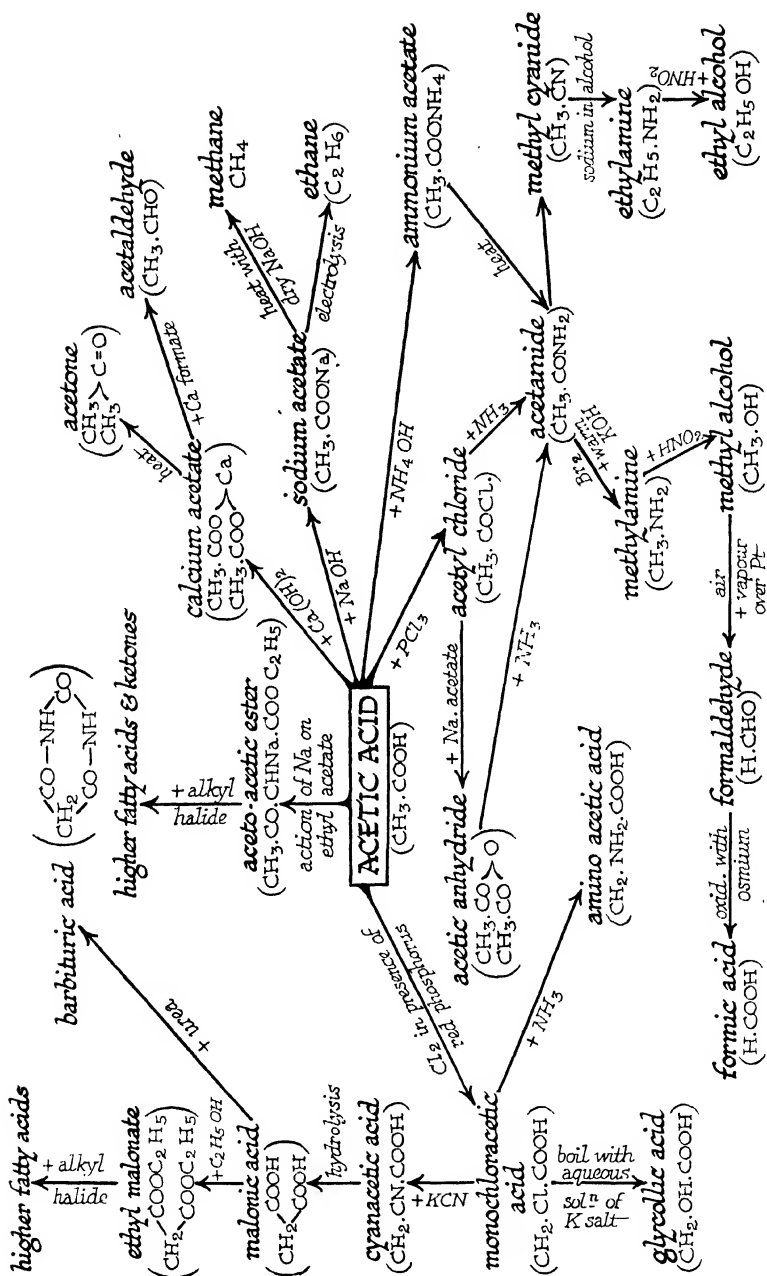 higher fatty acids
+ alkyl
halide
ethyl malonate
CH2
COOC2H5
COOC2H5
+C2H5OH
malonic acid
CH2
COOH
COOH
hydrolysis
cyanacetic acid
(CH2.CN.COOH)
+KCN
monochloracetic
acid
(CH2.Cl.COOH)
boil with
aqueous
soln of
K salt
glycollic acid
(CH2.OH.COOH)
+ urea
barbituric acid
CH2
CO-NH
CO-NH
CO
higher fatty acids & ketones
+ alkyl
halide
aceto-acetic ester
(CH3.CO.CHNa.COO C2H5)
action of Na on
ethyl acetate
ACETIC ACID
(CH3.COOH)
Cl2 in presence of
red phosphorus
+ NH3
amino acetic acid
(CH2.NH2.COOH)
+ Ca(OH)2
calcium acetate
CH3.COO
CH3.COO
>Ca
heat
acetone
CH3
CH3
>C=O
+ Ca formate
acetaldehyde
(CH3.CHO)
+ NaOH
sodium acetate
(CH3.COONa)
heat with
dry NaOH
methane
CH4
electrolysis
ethane
(C2H6)
+ NH4OH
ammonium acetate
(CH3.COONH4)
heat
+ PCl3
acetyl chloride
(CH3.COCl.)
+ NH3
+ Na. acetate
acetic anhydride
CH3.CO
CH3.CO
>O
+ NH3
acetamide
(CH3.CONH2)
methyl cyanide
(CH3.CN)
sodium in alcohol
ethylamine
(C2H5.NH2)
+HNO2
ethyl alcohol
(C2H5OH)
Br2
+warm
KOH
methylamine
(CH3.NH2)
+ HNO2
methyl alcohol
(CH3.OH)
air
+ vapour
over Pt
formaldehyde
(H.CHO)
oxid. with
osmium
formic acid
(H.COOH)